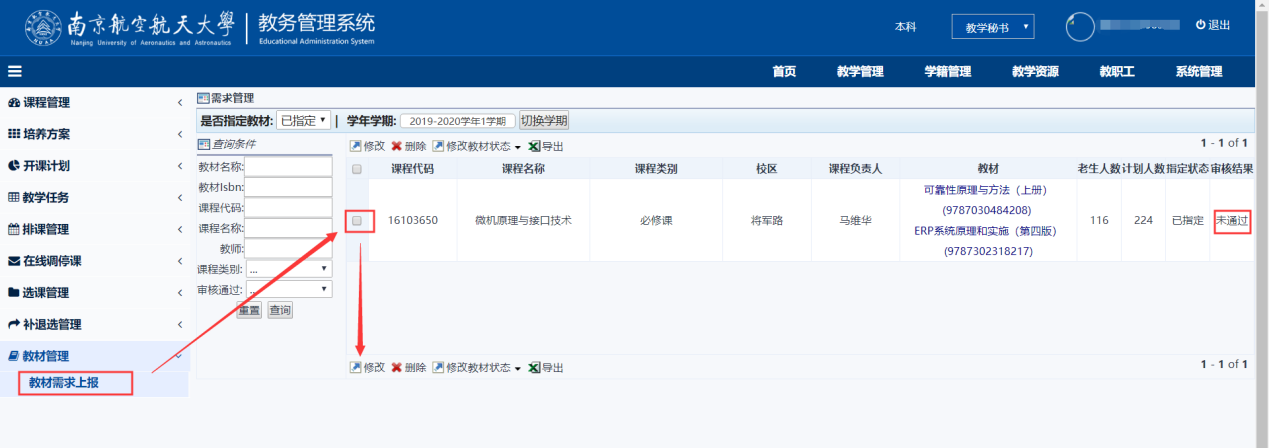 南京航空航天大學
Nanjing University of Aeronautics and Astronautics
教务管理系统
Educational Administration System
本科
教学秘书
退出
首页 教学管理 学籍管理 教学资源 教职工 系统管理
课程管理
培养方案
开课计划
教学任务
排课管理
在线调停课
选课管理
补退选管理
教材管理
教材需求上报
需求管理
是否指定教材: 已指定 | 学年学期: 2019-2020学年1学期 切换学期
查询条件
教材名称:
教材Isbn:
课程代码:
课程名称:
教师:
课程类别: ...
审核通过: ...
重置 查询
修改 删除 修改教材状态 导出 1 - 1 of 1
课程代码 课程名称 课程类别 校区 课程负责人 教材 老生人数 计划人数 指定状态 审核结果
16103650 微机原理与接口技术 必修课 将军路 马维华 可靠性原理与方法（上册） 116 224 已指定 未通过
(9787030484208)
ERP系统原理和实施（第四版）
(9787302318217)
修改 删除 修改教材状态 导出 1 - 1 of 1